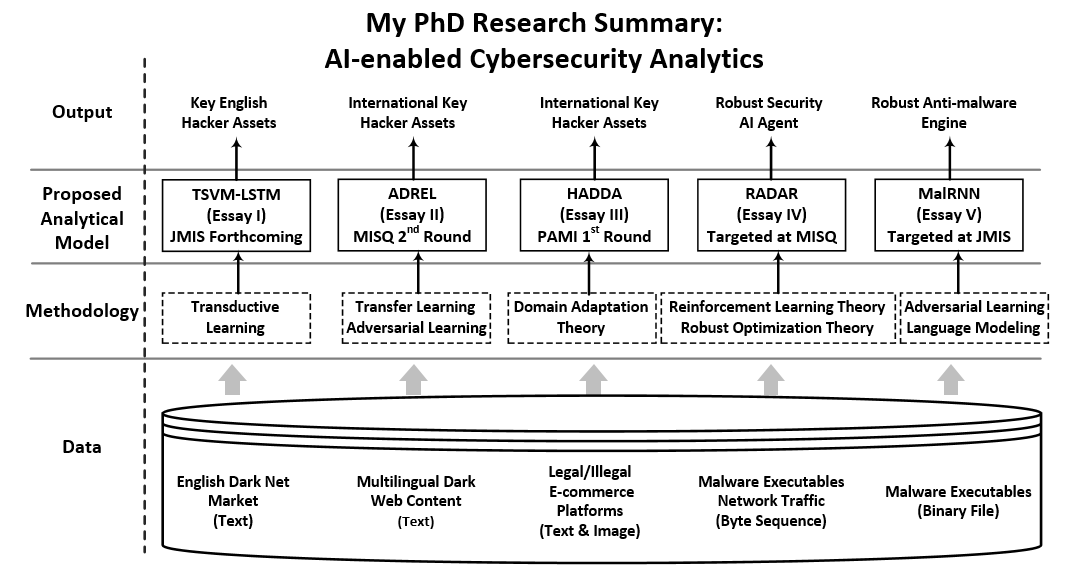 My PhD Research Summary:
AI-enabled Cybersecurity Analytics
Output
Key English
Hacker Assets
International Key
Hacker Assets
International Key
Hacker Assets
Robust Security
AI Agent
Robust Anti-malware
Engine
Proposed
Analytical
Model
TSVM-LSTM
(Essay I)
JMIS Forthcoming
ADREL
(Essay II)
MISQ 2nd Round
HADDA
(Essay III)
PAMI 1st Round
RADAR
(Essay IV)
Targeted at MISQ
MalRNN
(Essay V)
Targeted at JMIS
Methodology
Transductive
Learning
Transfer Learning
Adversarial Learning
Domain Adaptation
Theory
Reinforcement Learning Theory
Robust Optimization Theory
Adversarial Learning
Language Modeling
Data
English Dark Net
Market
(Text)
Multilingual Dark
Web Content
(Text)
Legal/Illegal
E-commerce
Platforms
(Text & Image)
Malware Executables
Network Traffic
(Byte Sequence)
Malware Executables
(Binary File)